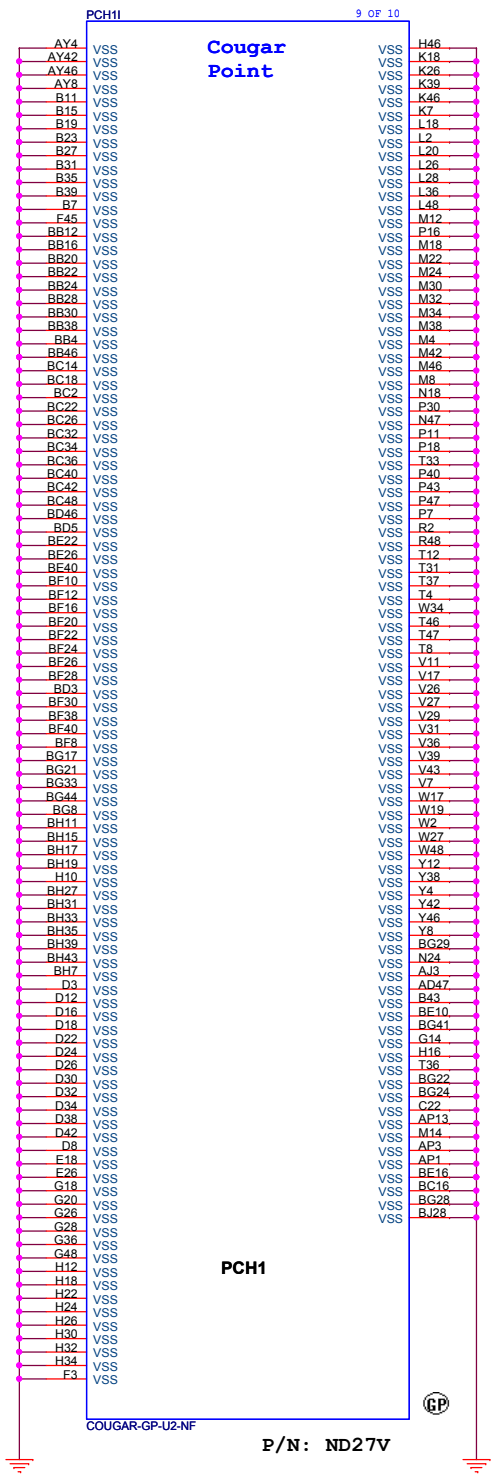 PCH1I 9 OF 10
Cougar
Point
AY4 VSS VSS H46
AY42 VSS VSS K18
AY46 VSS VSS K26
AY8 VSS VSS K39
B11 VSS VSS K46
B15 VSS VSS K7
B19 VSS VSS L18
B23 VSS VSS L2
B27 VSS VSS L20
B31 VSS VSS L26
B35 VSS VSS L28
B39 VSS VSS L36
B7 VSS VSS L48
F45 VSS VSS M12
BB12 VSS VSS P16
BB16 VSS VSS M18
BB20 VSS VSS M22
BB22 VSS VSS M24
BB24 VSS VSS M30
BB28 VSS VSS M32
BB30 VSS VSS M34
BB38 VSS VSS M38
BB4 VSS VSS M4
BB46 VSS VSS M42
BC14 VSS VSS M46
BC18 VSS VSS M8
BC2 VSS VSS N18
BC22 VSS VSS P30
BC26 VSS VSS N47
BC32 VSS VSS P11
BC34 VSS VSS P18
BC36 VSS VSS T33
BC40 VSS VSS P40
BC42 VSS VSS P43
BC48 VSS VSS P47
BD46 VSS VSS P7
BD5 VSS VSS R2
BE22 VSS VSS R48
BE26 VSS VSS T12
BE40 VSS VSS T31
BF10 VSS VSS T37
BF12 VSS VSS T4
BF16 VSS VSS W34
BF20 VSS VSS T46
BF22 VSS VSS T47
BF24 VSS VSS T8
BF26 VSS VSS V11
BF28 VSS VSS V17
BD3 VSS VSS V26
BF30 VSS VSS V27
BF38 VSS VSS V29
BF40 VSS VSS V31
BF8 VSS VSS V36
BG17 VSS VSS V39
BG21 VSS VSS V43
BG33 VSS VSS V7
BG44 VSS VSS W17
BG8 VSS VSS W19
BH11 VSS VSS W2
BH15 VSS VSS W27
BH17 VSS VSS W48
BH19 VSS VSS Y12
H10 VSS VSS Y38
BH27 VSS VSS Y4
BH31 VSS VSS Y42
BH33 VSS VSS Y46
BH35 VSS VSS Y8
BH39 VSS VSS BG29
BH43 VSS VSS N24
BH7 VSS VSS AJ3
D3 VSS VSS AD47
D12 VSS VSS B43
D16 VSS VSS BE10
D18 VSS VSS BG41
D22 VSS VSS G14
D24 VSS VSS H16
D26 VSS VSS T36
D30 VSS VSS BG22
D32 VSS VSS BG24
D34 VSS VSS C22
D38 VSS VSS AP13
D42 VSS VSS M14
D8 VSS VSS AP3
E18 VSS VSS AP1
E26 VSS VSS BE16
G18 VSS VSS BC16
G20 VSS VSS BG28
G26 VSS VSS BJ28
G28 VSS
G36 VSS
G48 VSS
H12 VSS
H18 VSS
H22 VSS
H24 VSS
H26 VSS
H30 VSS
H32 VSS
H34 VSS
F3 VSS
PCH1
GP
COUGAR-GP-U2-NF
P/N: ND27V